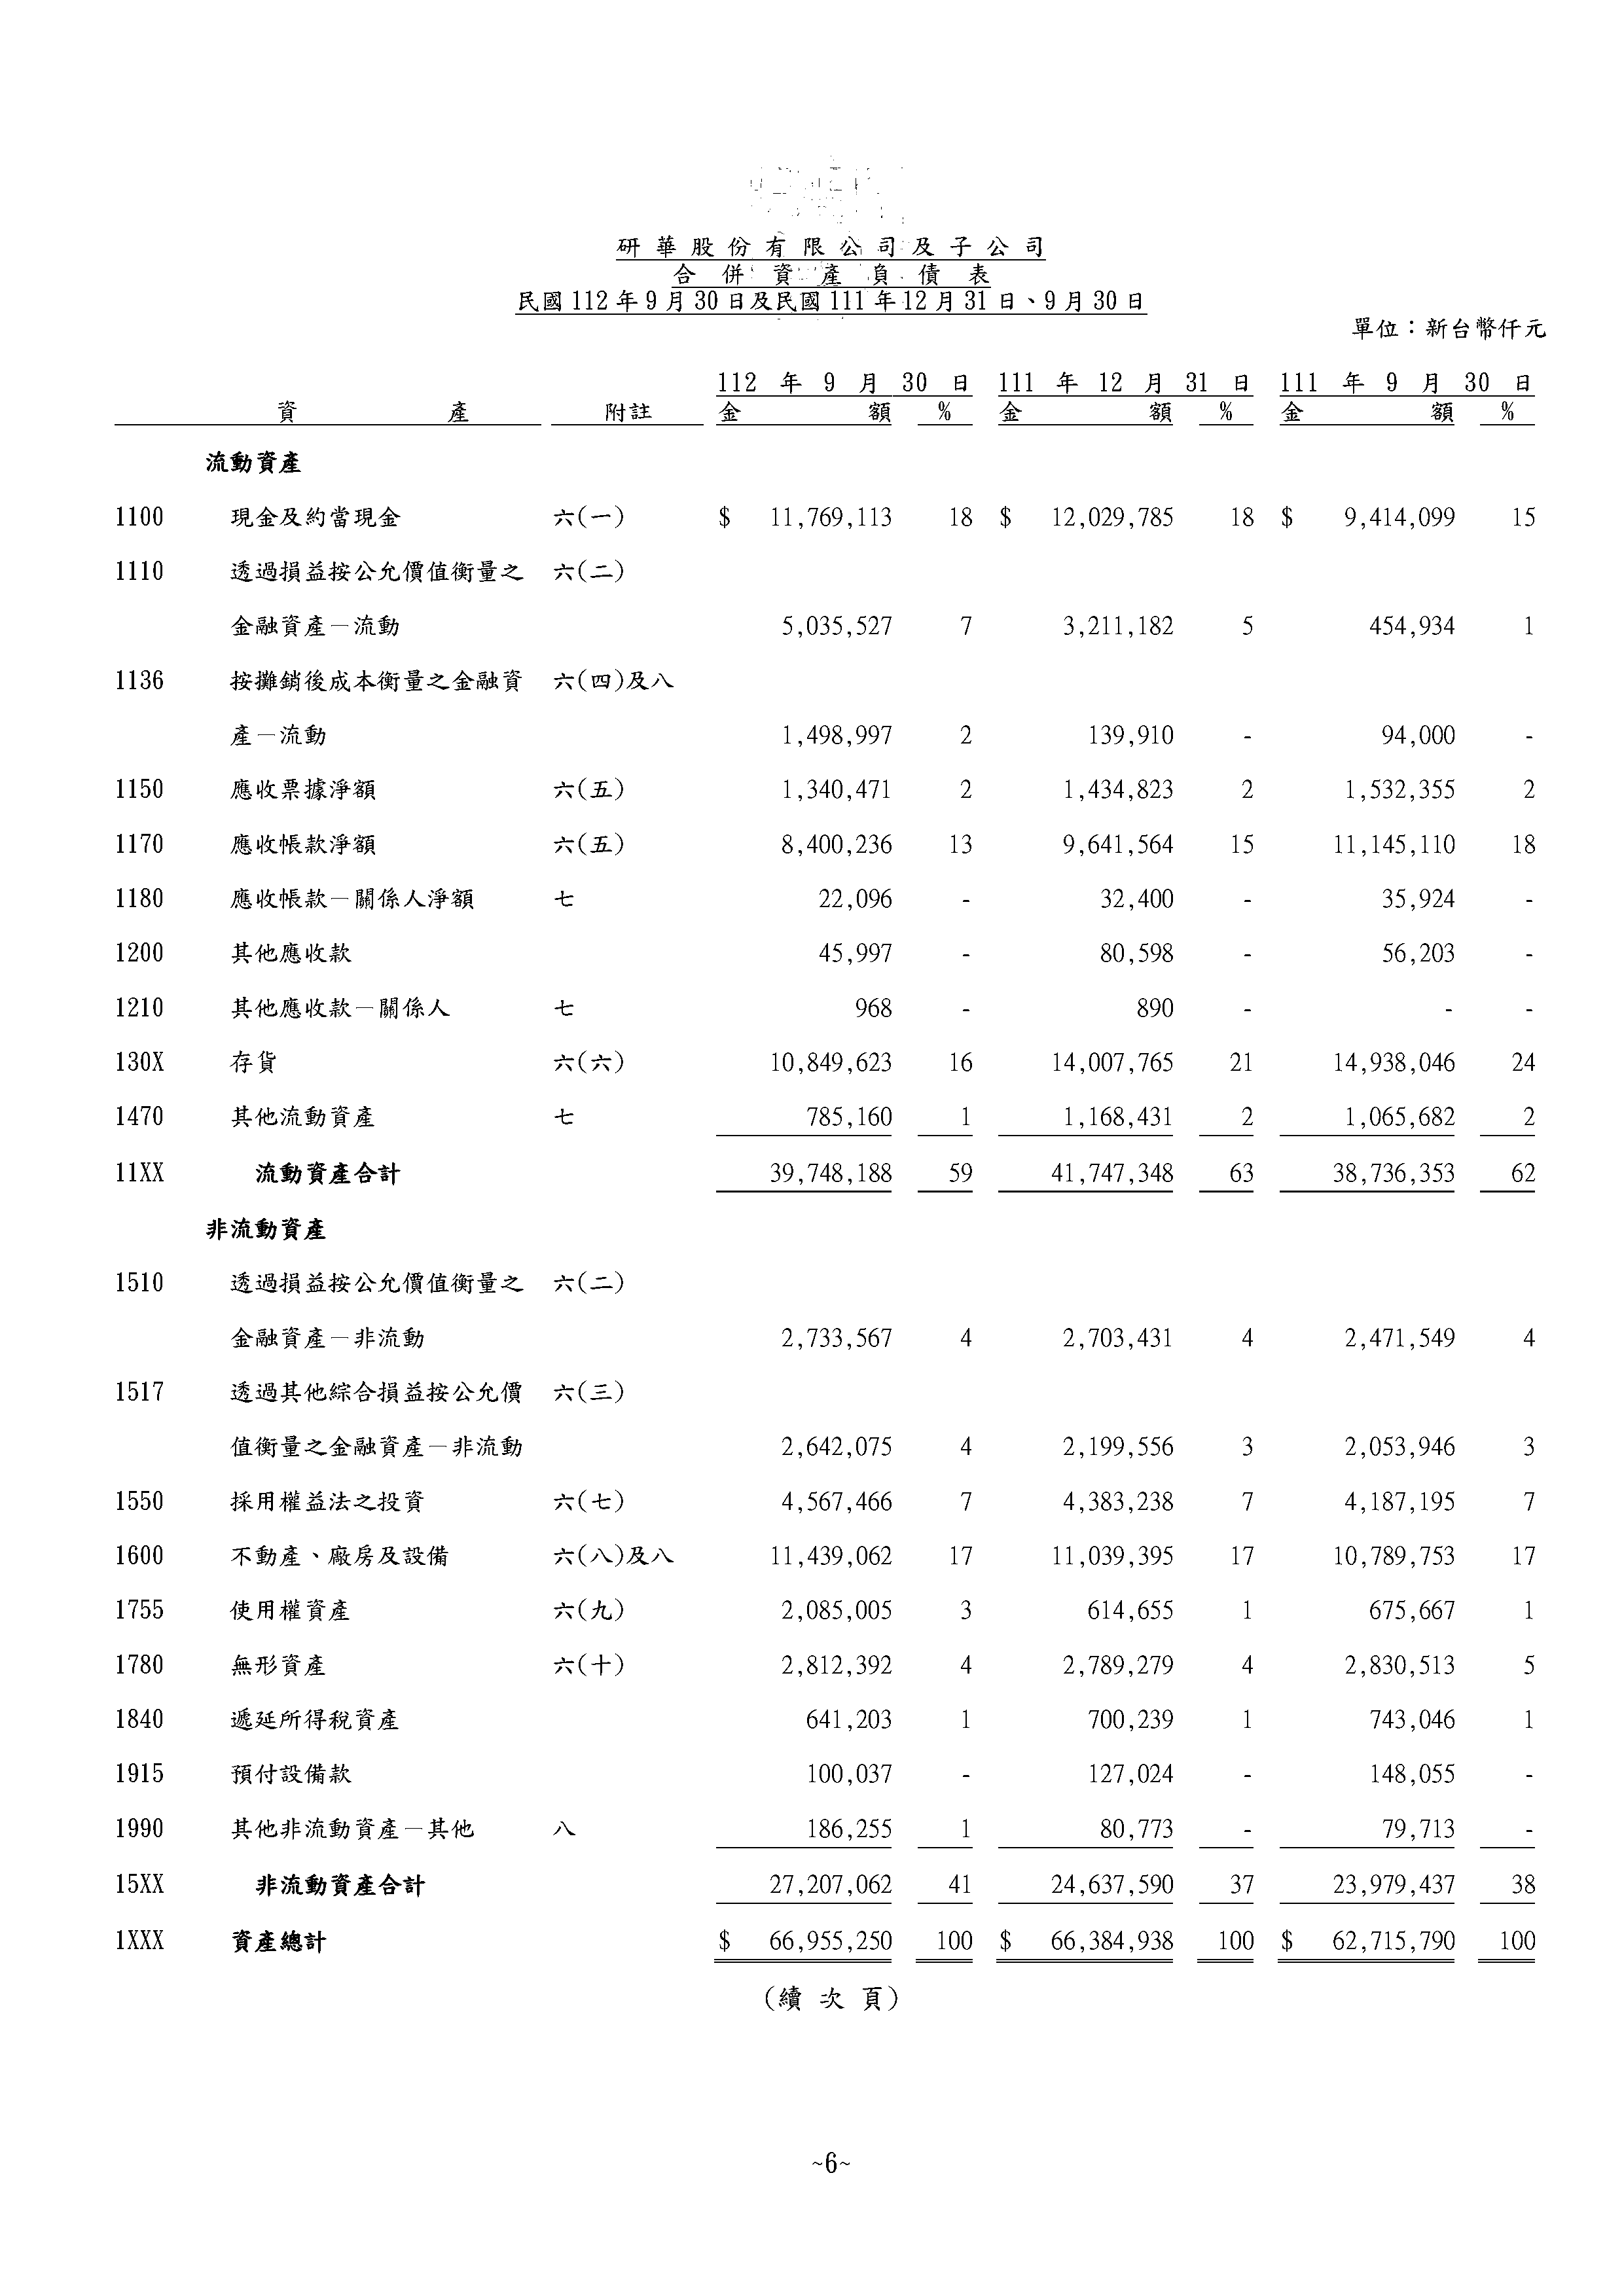 研華股份有限公司及子公司
合併資產負債表
民國112年9月30日及民國111年12月31日、9月30日
單位：新台幣仟元
112 年 9 月 30 日 111 年 12 月 31 日 111 年 9 月 30 日
資 產 附註 金 額 % 金 額 % 金 額 %
流動資產
1100 現金及約當現金 六(一) $ 11,769,113 18 $ 12,029,785 18 $ 9,414,099 15
1110 透過損益按公允價值衡量之 六(二)
金融資產－流動 5,035,527 7 3,211,182 5 454,934 1
1136 按攤銷後成本衡量之金融資 六(四)及八
產－流動 1,498,997 2 139,910 - 94,000 -
1150 應收票據淨額 六(五) 1,340,471 2 1,434,823 2 1,532,355 2
1170 應收帳款淨額 六(五) 8,400,236 13 9,641,564 15 11,145,110 18
1180 應收帳款－關係人淨額 七 22,096 - 32,400 - 35,924 -
1200 其他應收款 45,997 - 80,598 - 56,203 -
1210 其他應收款－關係人 七 968 - 890 - - -
130X 存貨 六(六) 10,849,623 16 14,007,765 21 14,938,046 24
1470 其他流動資產 七 785,160 1 1,168,431 2 1,065,682 2
11XX 流動資產合計 39,748,188 59 41,747,348 63 38,736,353 62
非流動資產
1510 透過損益按公允價值衡量之 六(二)
金融資產－非流動 2,733,567 4 2,703,431 4 2,471,549 4
1517 透過其他綜合損益按公允價 六(三)
值衡量之金融資產－非流動 2,642,075 4 2,199,556 3 2,053,946 3
1550 採用權益法之投資 六(七) 4,567,466 7 4,383,238 7 4,187,195 7
1600 不動產、廠房及設備 六(八)及八 11,439,062 17 11,039,395 17 10,789,753 17
1755 使用權資產 六(九) 2,085,005 3 614,655 1 675,667 1
1780 無形資產 六(十) 2,812,392 4 2,789,279 4 2,830,513 5
1840 遞延所得稅資產 641,203 1 700,239 1 743,046 1
1915 預付設備款 100,037 - 127,024 - 148,055 -
1990 其他非流動資產－其他 八 186,255 1 80,773 - 79,713 -
15XX 非流動資產合計 27,207,062 41 24,637,590 37 23,979,437 38
1XXX 資產總計 $ 66,955,250 100 $ 66,384,938 100 $ 62,715,790 100
(續 次 頁)
~6~